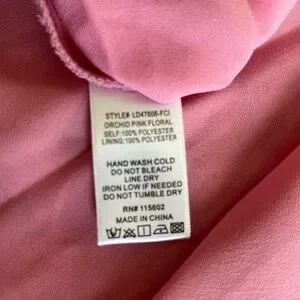 STYLE# LD47606-FCI
ORCHID PINK FLORAL
SELF: 100% POLYESTER
LINING: 100% POLYESTER
HAND WASH COLD
DO NOT BLEACH
LINE DRY
IRON LOW IF NEEDED
DO NOT TUMBLE DRY
RN# 115602
MADE IN CHINA